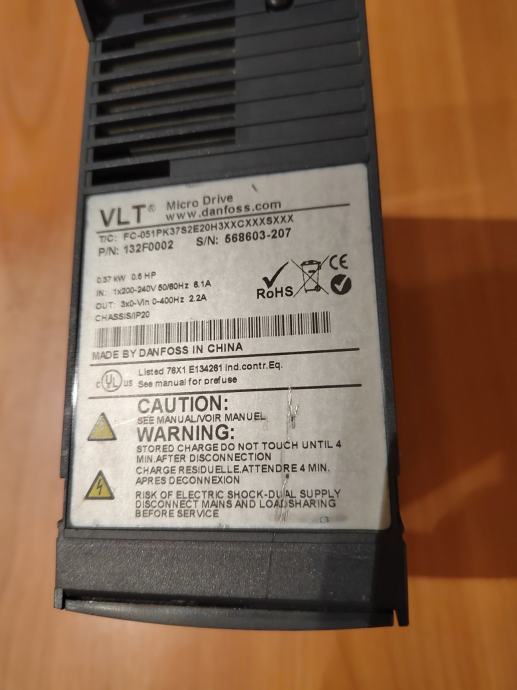 VLT® Micro Drive
www.danfoss.com
T/C: FC-051PK37S2E20H3XXCXXXSXXX
P/N: 132F0002 S/N: 568603-207
0.37 kW 0.5 HP
IN: 1x200-240V 50/60Hz 6.1A
OUT: 3x0-Vin 0-400Hz 2.2A
CHASSIS/IP20
RoHS CE
MADE BY DANFOSS IN CHINA
c UL US Listed 76X1 E134261 Ind.contr.Eq.
See manual for prefuse
CAUTION:
SEE MANUAL/VOIR MANUEL
WARNING:
STORED CHARGE DO NOT TOUCH UNTIL 4
MIN.AFTER DISCONNECTION
CHARGE RESIDUELLE,ATTENDRE 4 MIN,
APRES DECONNEXION
RISK OF ELECTRIC SHOCK-DUAL SUPPLY
DISCONNECT MAINS AND LOADSHARING
BEFORE SERVICE